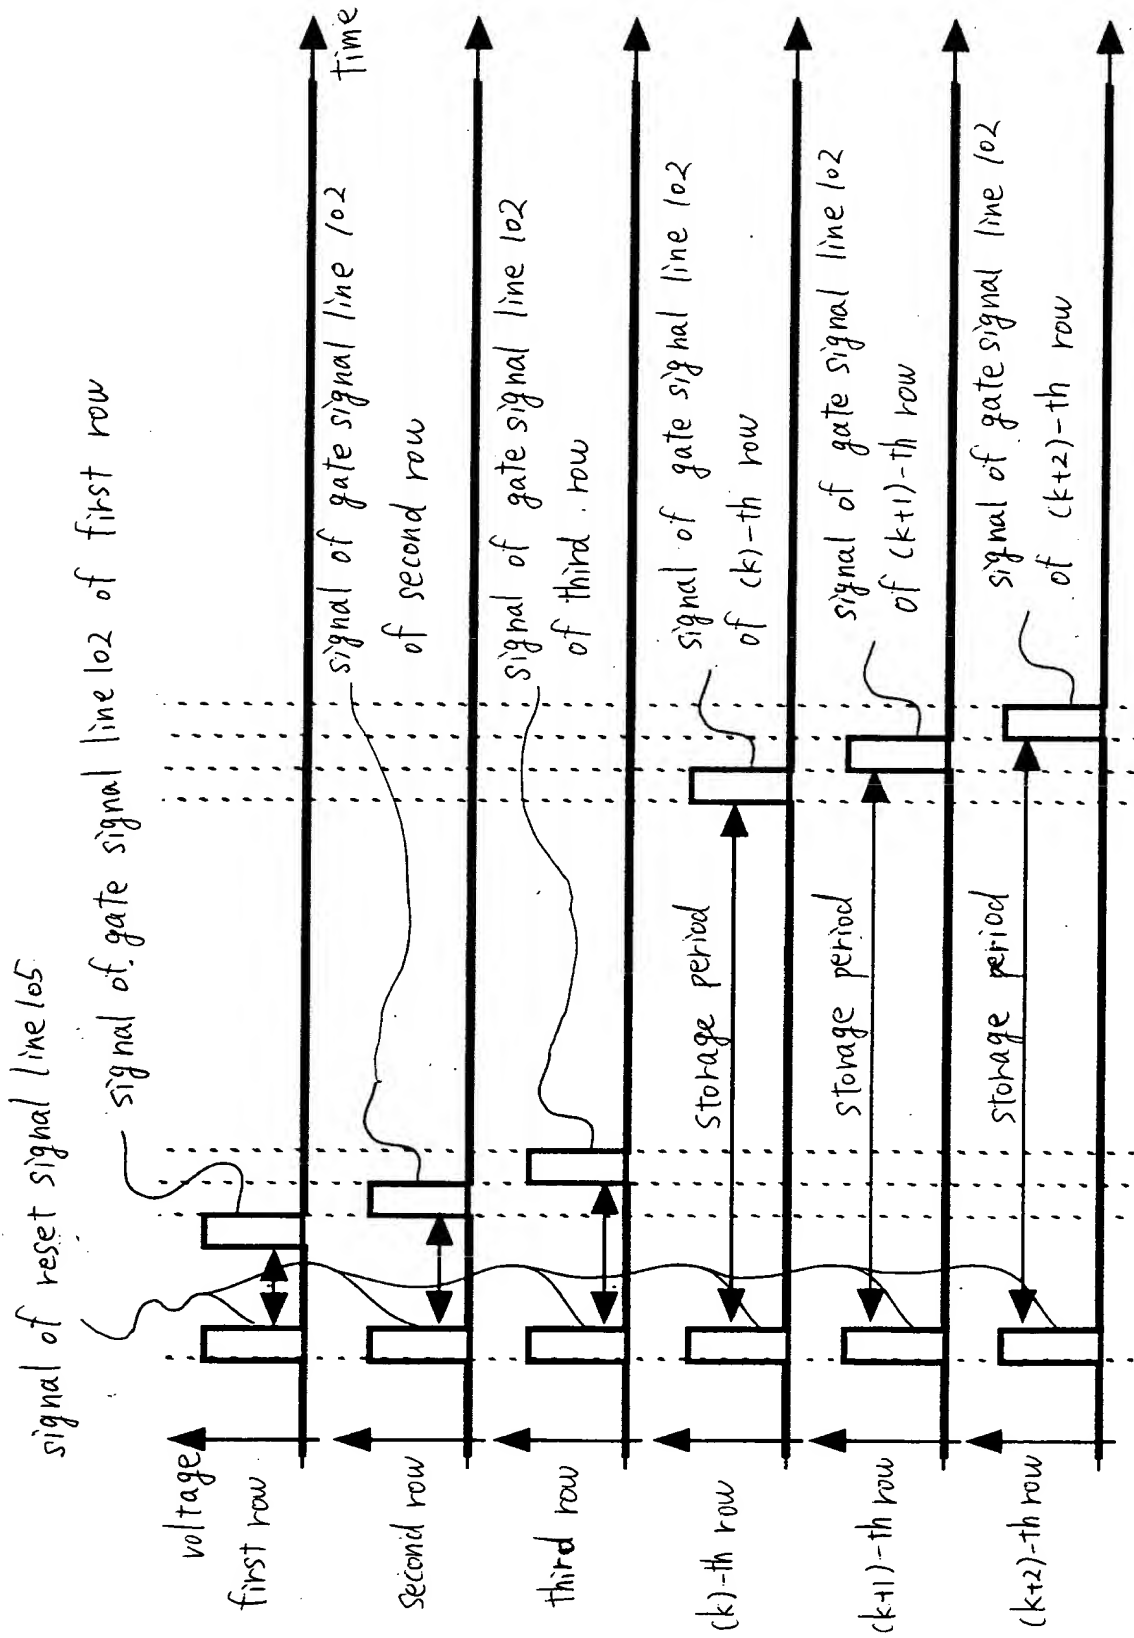 signal of reset signal line 105
signal of gate signal line 102 of first row
voltage
first row
Time
signal of gate signal line 102
of second row
second row
signal of gate signal line 102
of third row
third row
signal of gate signal line 102
of (k)-th row
storage period
(k)-th row
signal of gate signal line 102
of (k+1)-th row
storage period
(k+1)-th row
signal of gate signal line 102
of (k+2)-th row
storage period
(k+2)-th row